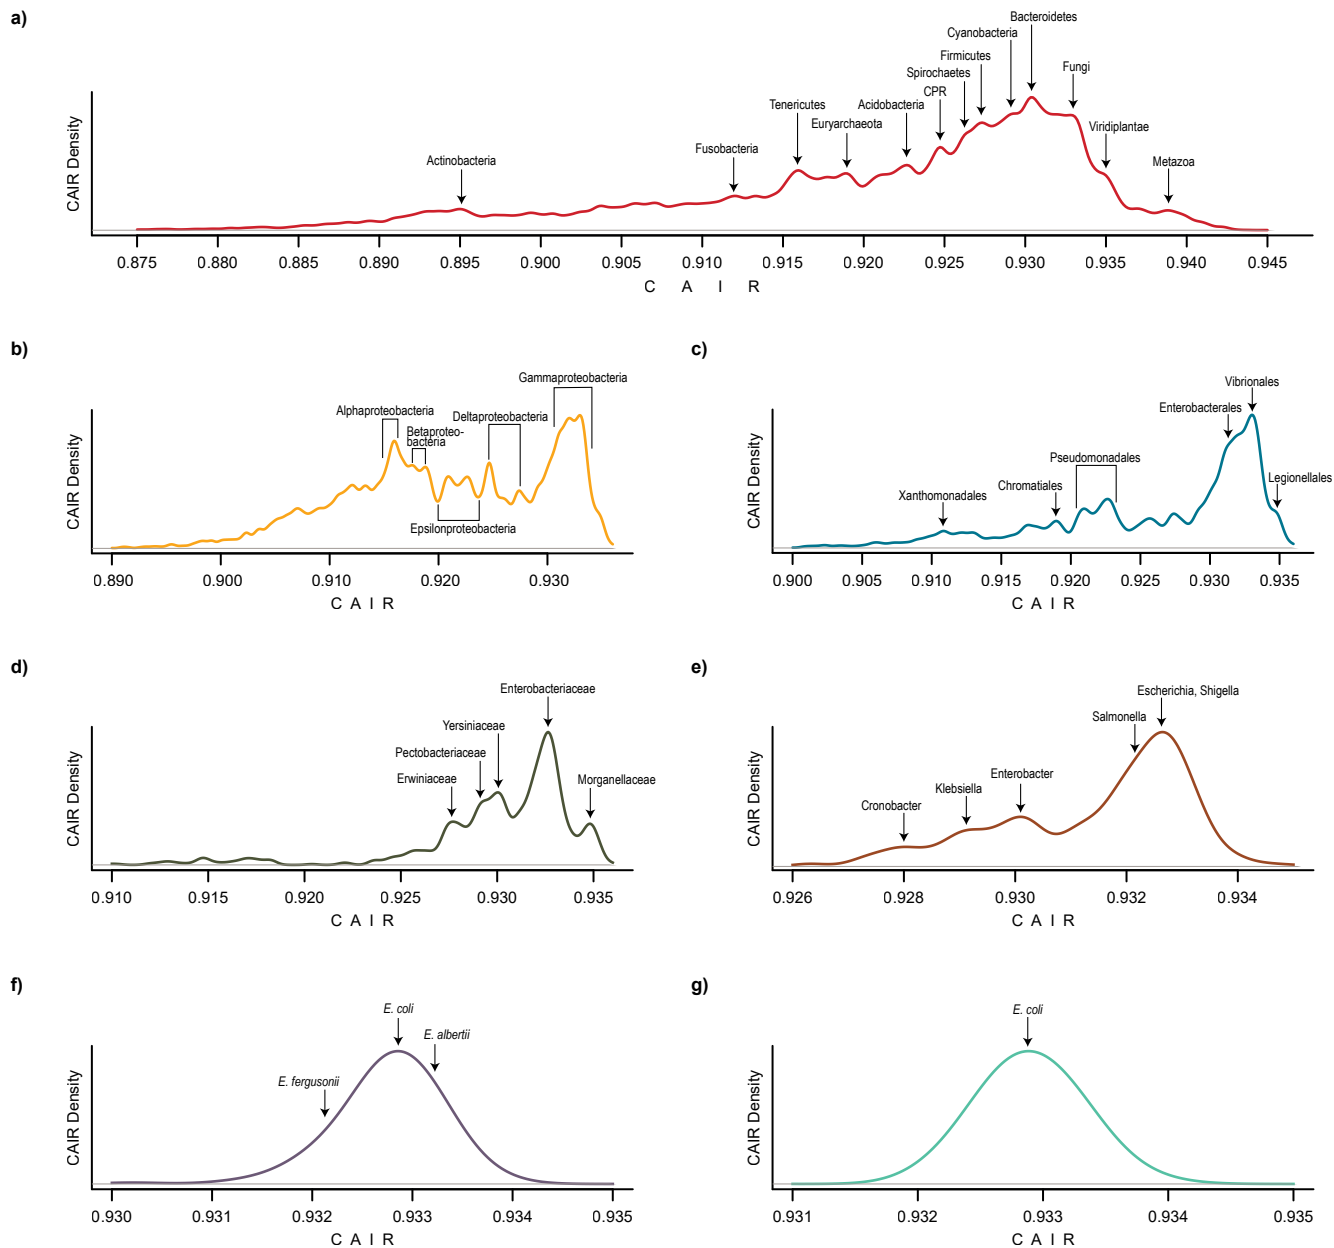 a)
Bacteroidetes
Cyanobacteria
Firmicutes
Fungi
Spirochaetes
CPR
Tenericutes
Acidobacteria
Euryarchaeota
Viridiplantae
Fusobacteria
Actinobacteria
Metazoa
CAIR Density
0.875 0.880 0.885 0.890 0.895 0.900 0.905 0.910 0.915 0.920 0.925 0.930 0.935 0.940 0.945
C A I R
b)
Gammaproteobacteria
Alphaproteobacteria
Deltaproteobacteria
Betaproteo-
bacteria
Epsilonproteobacteria
CAIR Density
0.890 0.900 0.910 0.920 0.930
C A I R
c)
Vibrionales
Enterobacterales
Pseudomonadales
Legionellales
Chromatiales
Xanthomonadales
CAIR Density
0.900 0.905 0.910 0.915 0.920 0.925 0.930 0.935
C A I R
d)
Enterobacteriaceae
Yersiniaceae
Pectobacteriaceae
Erwiniaceae
Morganellaceae
CAIR Density
0.910 0.915 0.920 0.925 0.930 0.935
C A I R
e)
Escherichia, Shigella
Salmonella
Enterobacter
Klebsiella
Cronobacter
CAIR Density
0.926 0.928 0.930 0.932 0.934
C A I R
f)
E. coli
E. albertii
E. fergusonii
CAIR Density
0.930 0.931 0.932 0.933 0.934 0.935
C A I R
g)
E. coli
CAIR Density
0.931 0.932 0.933 0.934 0.935
C A I R